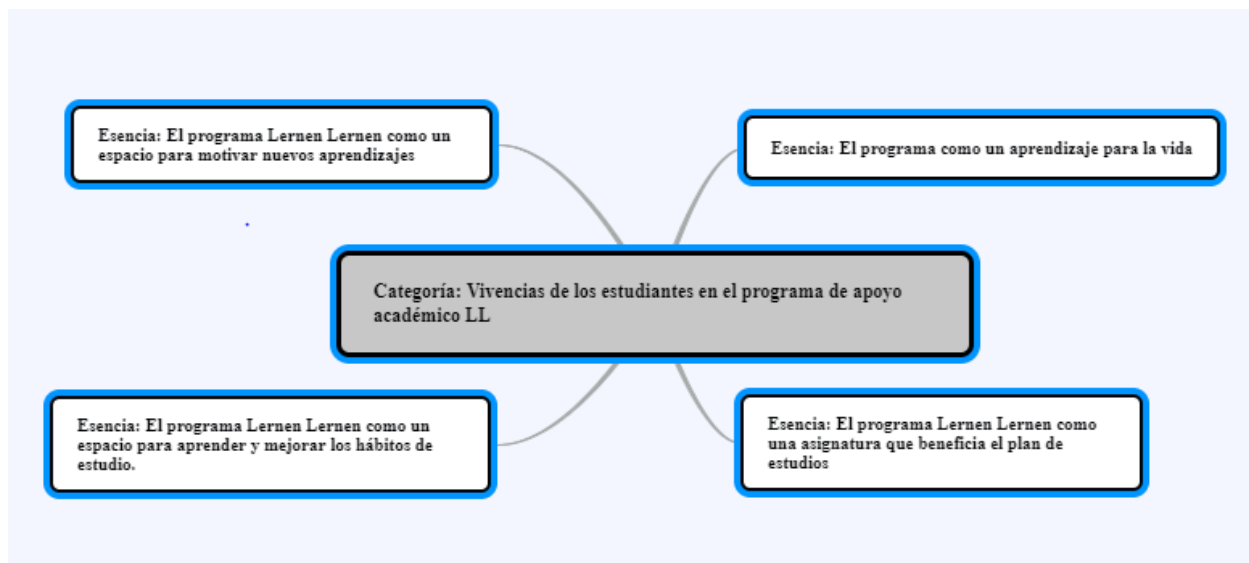 Esencia: El programa Lernen Lernen como un
espacio para motivar nuevos aprendizajes
Esencia: El programa como un aprendizaje para la vida
Categoría: Vivencias de los estudiantes en el programa de apoyo
académico LL
Esencia: El programa Lernen Lernen como un
espacio para aprender y mejorar los hábitos de
estudio.
Esencia: El programa Lernen Lernen como
una asignatura que beneficia el plan de
estudios